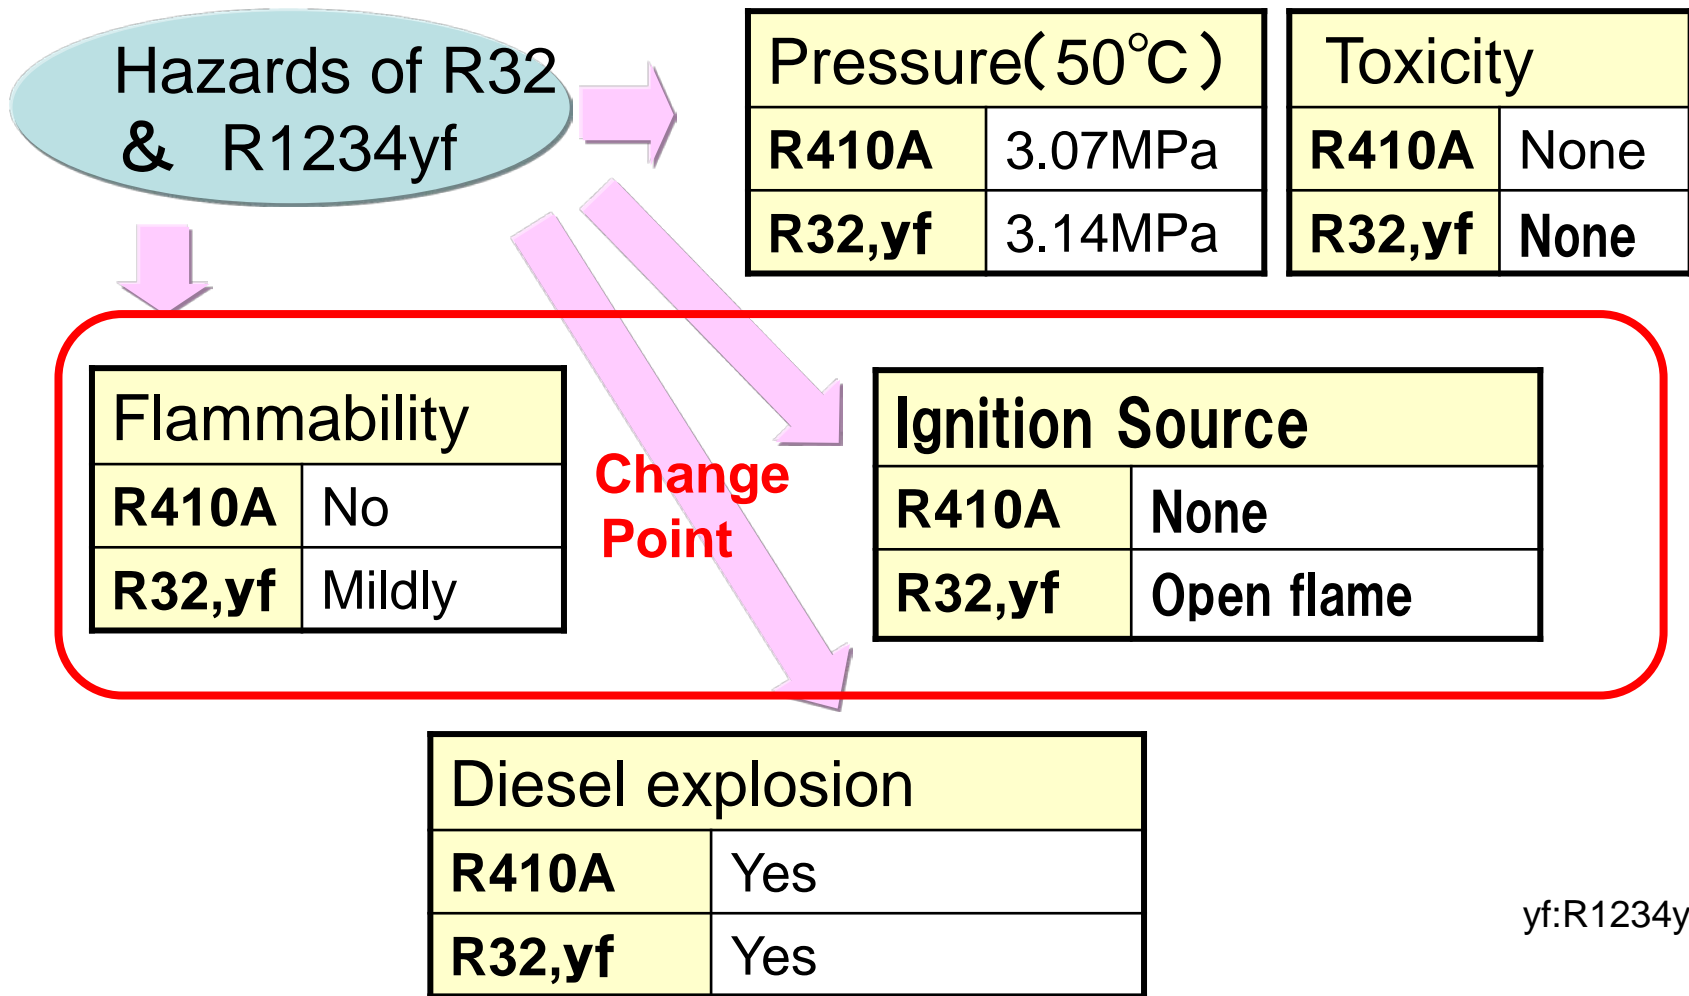 Hazards of R32
& R1234yf
Pressure(50℃)
R410A 3.07MPa
R32,yf 3.14MPa
Toxicity
R410A None
R32,yf None
Flammability
R410A No
R32,yf Mildly
Change
Point
Ignition Source
R410A None
R32,yf Open flame
Diesel explosion
R410A Yes
R32,yf Yes
yf:R1234y